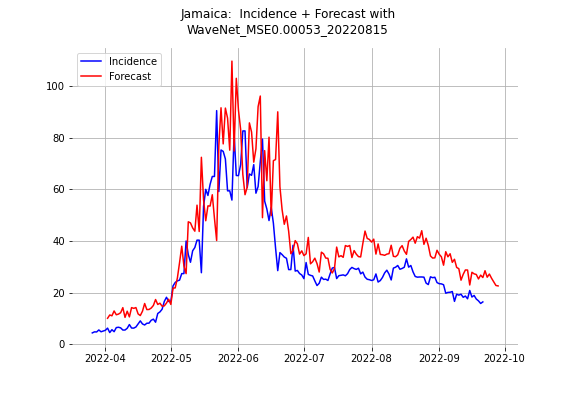 Jamaica:  Incidence + Forecast with
WaveNet_MSE0.00053_20220815
Incidence
Forecast
100
80
60
40
20
0
2022-04 2022-05 2022-06 2022-07 2022-08 2022-09 2022-10